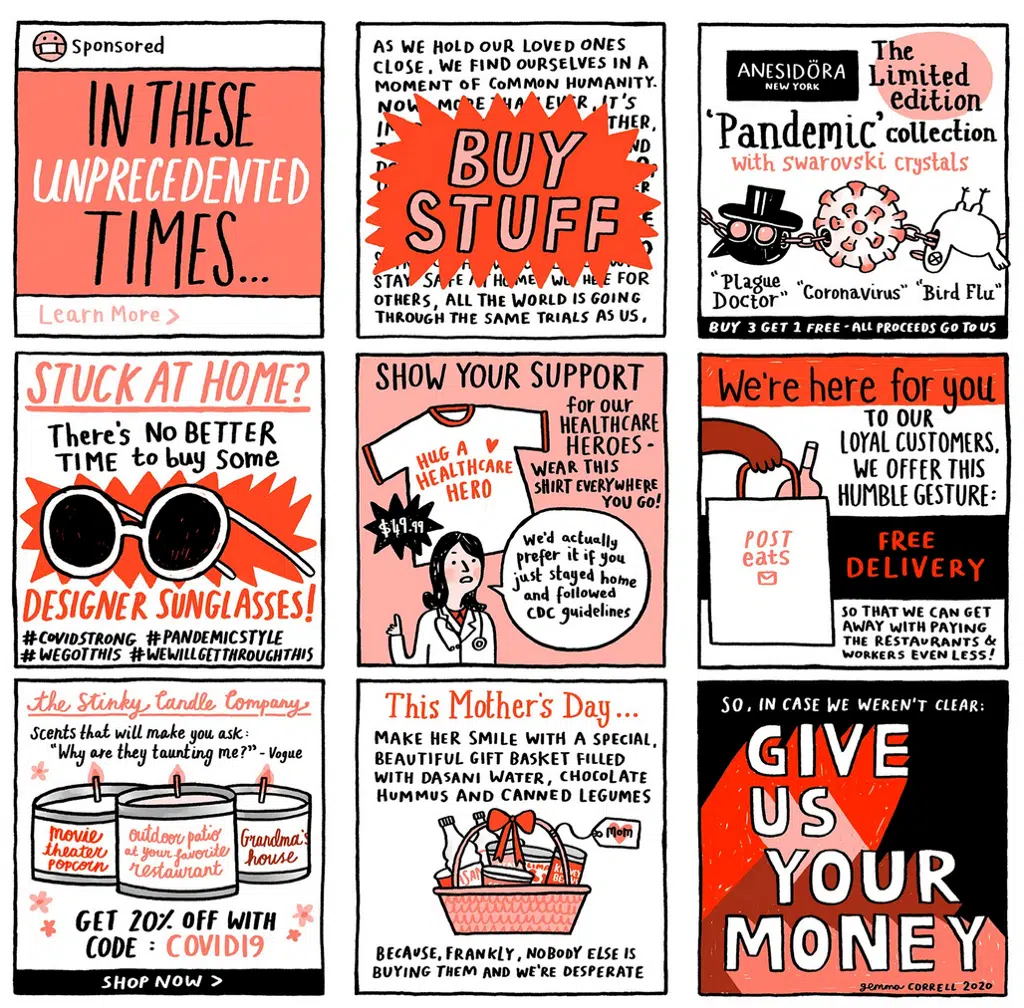 Sponsored
IN THESE
UNPRECEDENTED
TIMES...
Learn More >
AS WE HOLD OUR LOVED ONES
CLOSE, WE FIND OURSELVES IN A
MOMENT OF COMMON HUMANITY.
NOW, MORE THAN EVER, IT'S
BUY
STUFF
STAY SAFE AT HOME
FOR
OTHERS, ALL THE WORLD IS GOING
THROUGH THE SAME TRIALS AS US.
ANESIDÖRA
NEW YORK
The
Limited
edition
'Pandemic' collection
with swarovski crystals
"Plague
Doctor"
"Coronavirus"
"Bird Flu"
BUY 3 GET 1 FREE - ALL PROCEEDS GO TO US
STUCK AT HOME?
There's NO BETTER
TIME to buy Some
DESIGNER SUNGLASSES!
#COVIDSTRONG #PANDEMICSTYLE
#WEGOTTHIS #WEWILLGETTHROUGHTHIS
SHOW YOUR SUPPORT
for our
HEALTHCARE
HEROES -
WEAR THIS
SHIRT EVERYWHERE
YOU GO!
HUG A
HEALTHCARE
HERO
$49.99
We'd actually
prefer it if you
just stayed home
and followed
CDC guidelines
We're here for you
TO OUR
LOYAL CUSTOMERS,
WE OFFER THIS
HUMBLE GESTURE:
POST
eats
FREE
DELIVERY
SO THAT WE CAN GET
AWAY WITH PAYING
THE RESTAURANTS &
WORKERS EVEN LESS!
the Stinky Candle Company
Scents that will make you ask:
"Why are they taunting me?" - Vogue
movie
theater
popcorn
outdoor patio
at your favorite
restaurant
Grandma's
house
GET 20% OFF WITH
CODE : COVID19
SHOP NOW >
This Mother's Day...
MAKE HER SMILE WITH A SPECIAL,
BEAUTIFUL GIFT BASKET FILLED
WITH DASANI WATER, CHOCOLATE
HUMMUS AND CANNED LEGUMES
Mom
BECAUSE, FRANKLY, NOBODY ELSE IS
BUYING THEM AND WE'RE DESPERATE
SO, IN CASE WE WEREN'T CLEAR:
GIVE
US
YOUR
MONEY
gemma CORRELL 2020